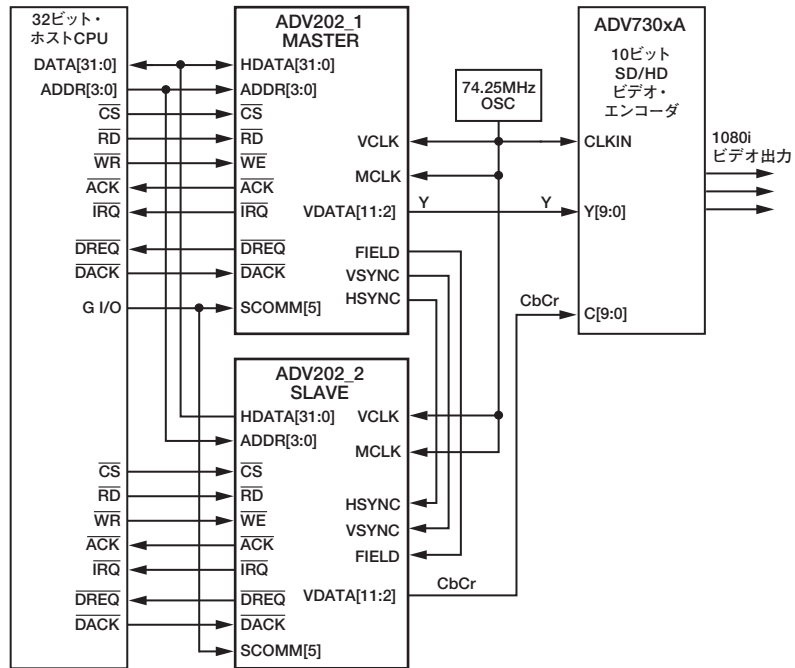 32ビット・
ホストCPU
DATA[31:0]
ADDR[3:0]
CS
RD
WR
ACK
IRQ
DREQ
DACK
G I/O
CS
RD
WR
ACK
IRQ
DREQ
DACK
ADV202_1
MASTER
HDATA[31:0]
ADDR[3:0]
CS
RD
WE
ACK
IRQ
DREQ
DACK
SCOMM[5]
VCLK
MCLK
VDATA[11:2]
FIELD
VSYNC
HSYNC
Y
Y
74.25MHz
OSC
ADV202_2
SLAVE
HDATA[31:0]
ADDR[3:0]
CS
RD
WE
ACK
IRQ
DREQ
DACK
SCOMM[5]
VCLK
MCLK
HSYNC
VSYNC
FIELD
VDATA[11:2]
CbCr
CbCr
ADV730xA
10ビット
SD/HD
ビデオ・
エンコーダ
CLKIN
Y[9:0]
C[9:0]
1080i
ビデオ出力